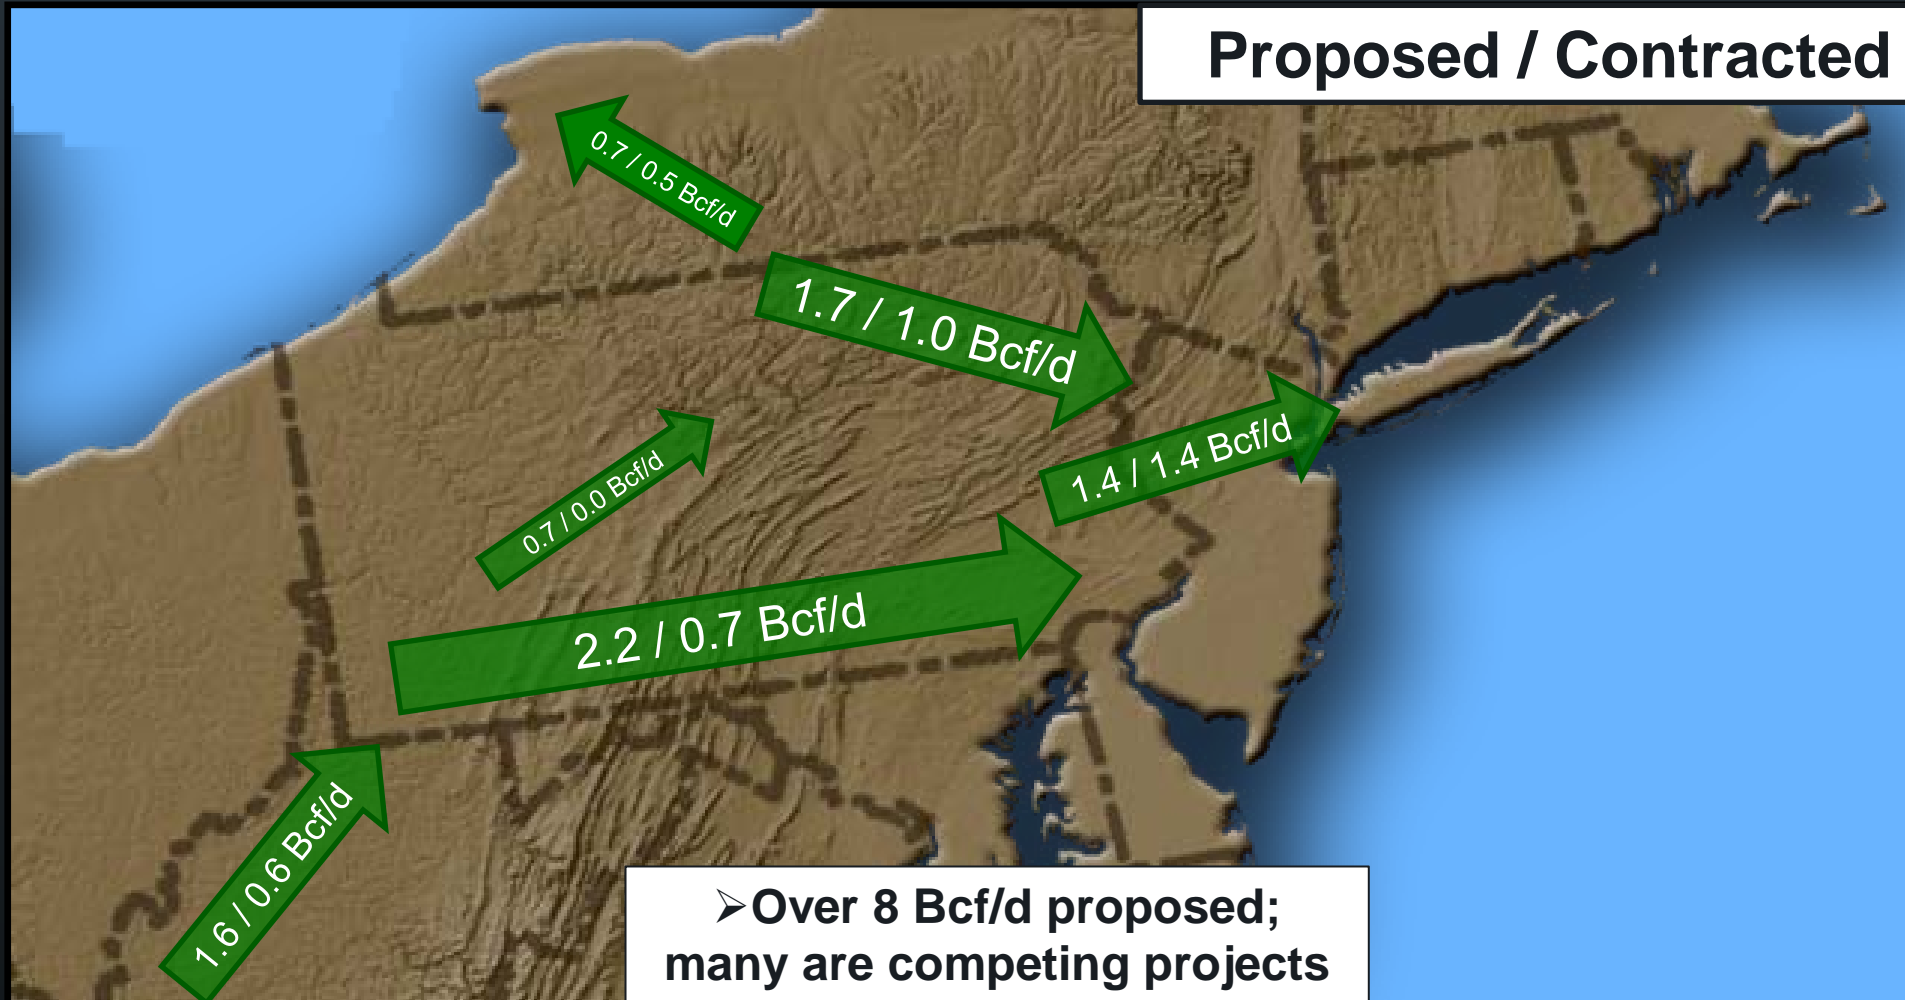 Proposed / Contracted
0.7 / 0.5 Bcf/d
1.7 / 1.0 Bcf/d
1.4 / 1.4 Bcf/d
0.7 / 0.0 Bcf/d
2.2 / 0.7 Bcf/d
1.6 / 0.6 Bcf/d
➢Over 8 Bcf/d proposed;
many are competing projects